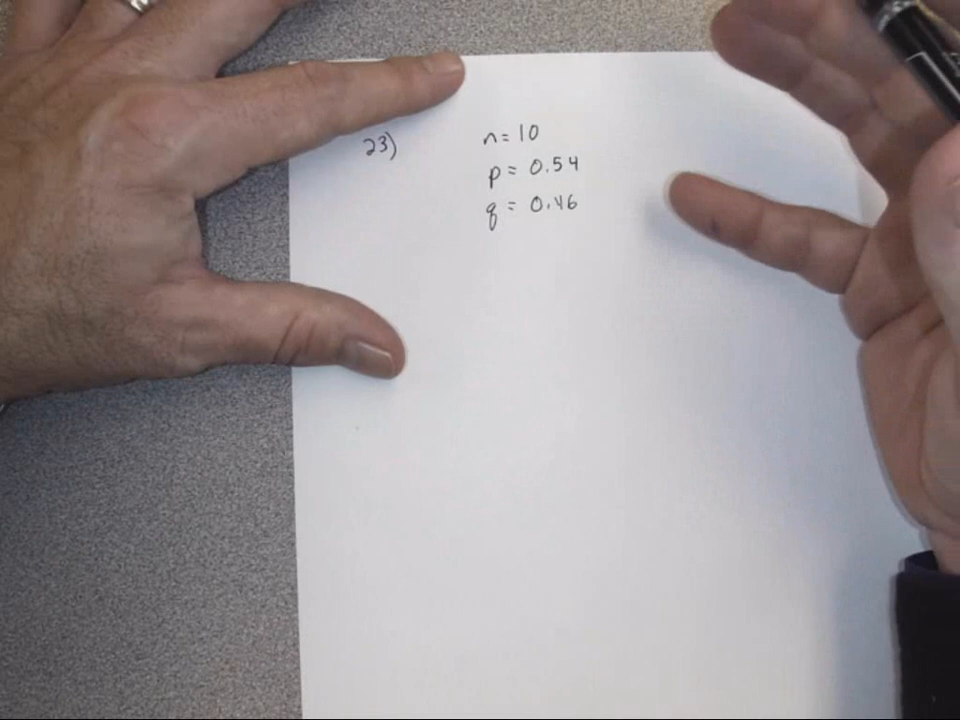 23) n = 10
p = 0.54
q = 0.46